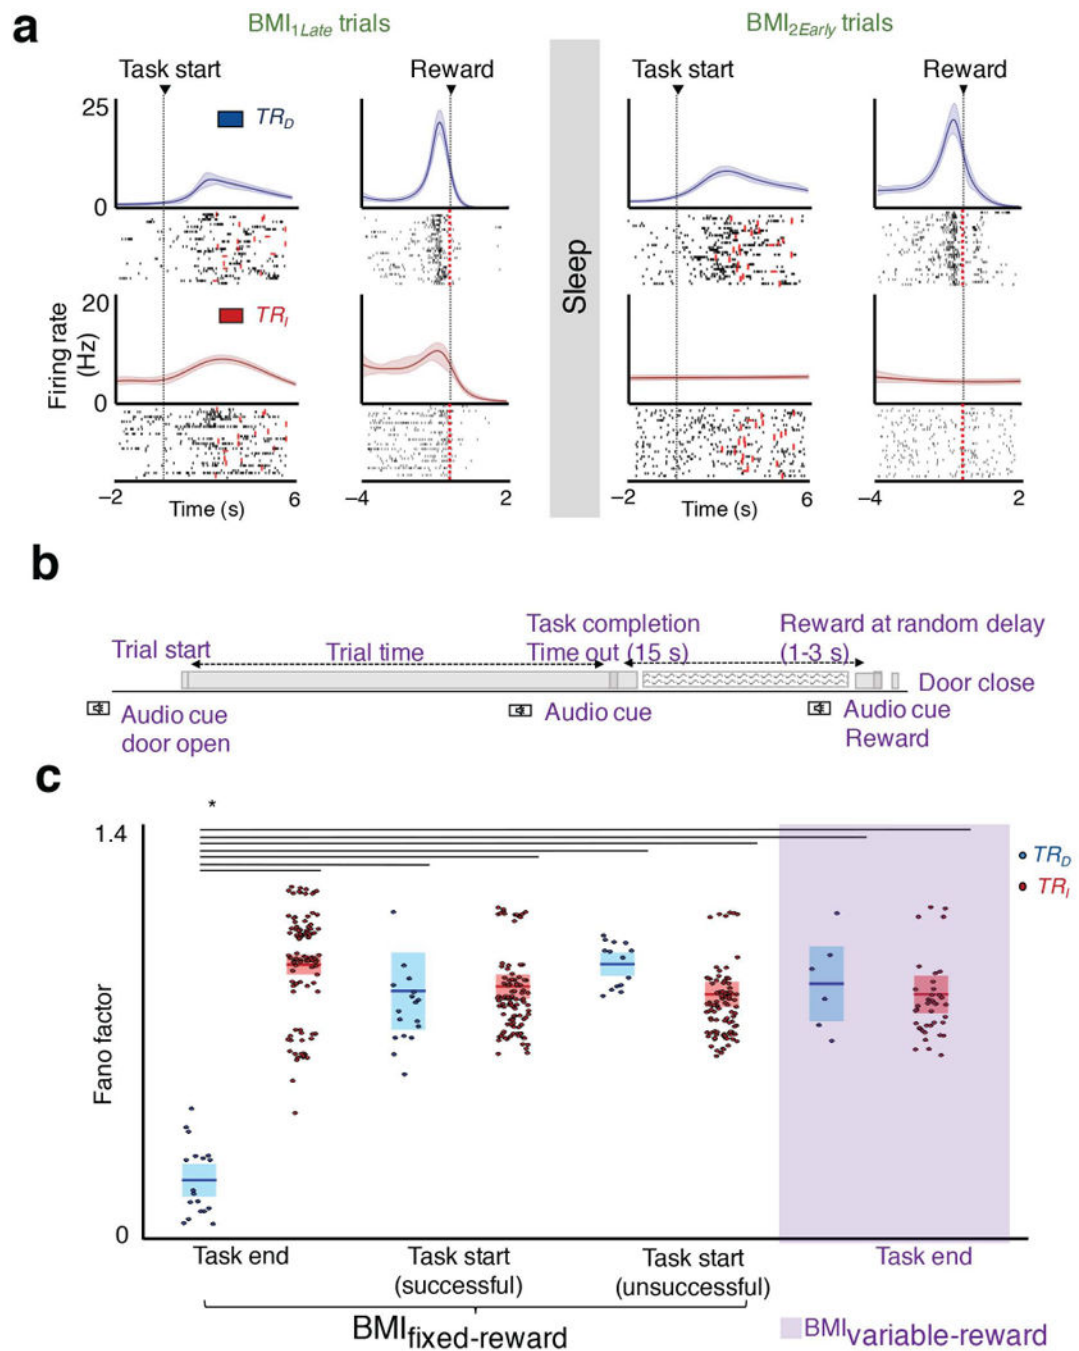 a
BMI1Late trials
BMI2Early trials
Task start
Reward
Task start
Reward
25
TRD
0
Sleep
20
TRI
Firing rate
(Hz)
0
−2
6
−4
2
−2
6
−4
2
Time (s)
Time (s)
b
Trial start
Trial time
Task completion
Time out (15 s)
Reward at random delay
(1-3 s)
Door close
Audio cue
door open
Audio cue
Audio cue
Reward
c
*
1.4
TRD
TRI
Fano factor
0
Task end
Task start
(successful)
Task start
(unsuccessful)
Task end
BMIfixed-reward
BMIvariable-reward